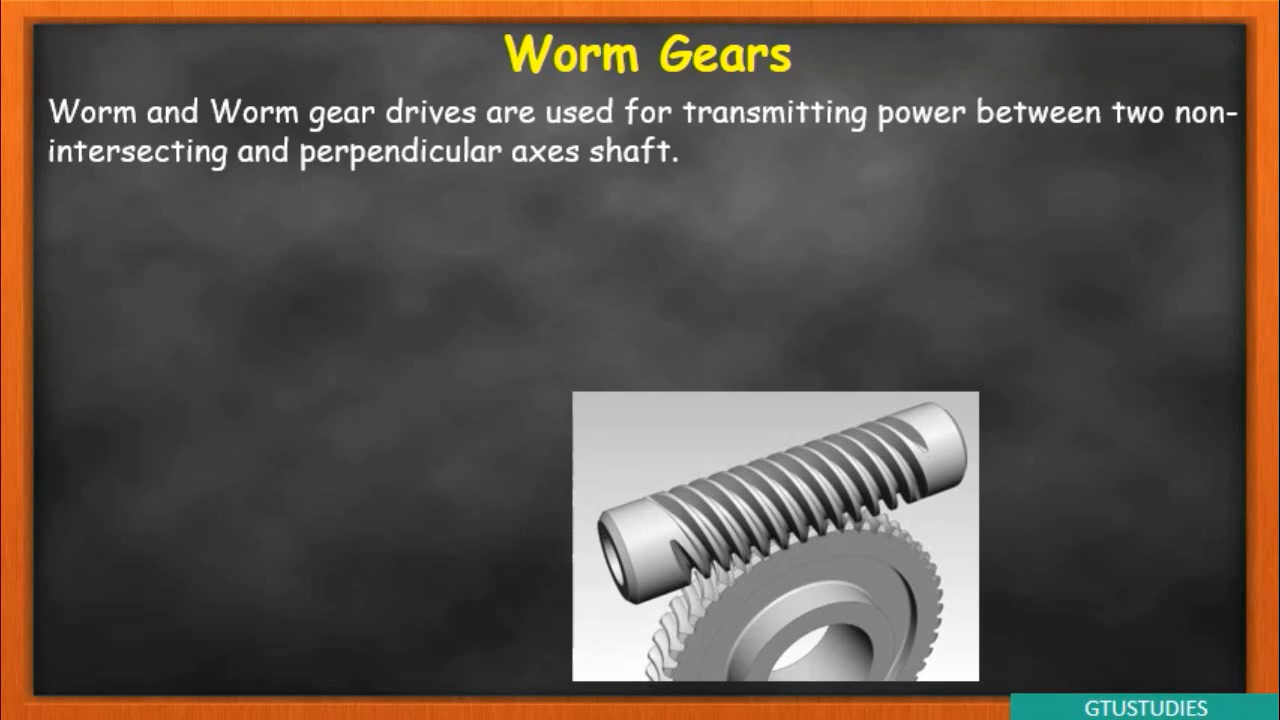 Worm Gears
Worm and Worm gear drives are used for transmitting power between two non-
intersecting and perpendicular axes shaft.
GTUSTUDIES